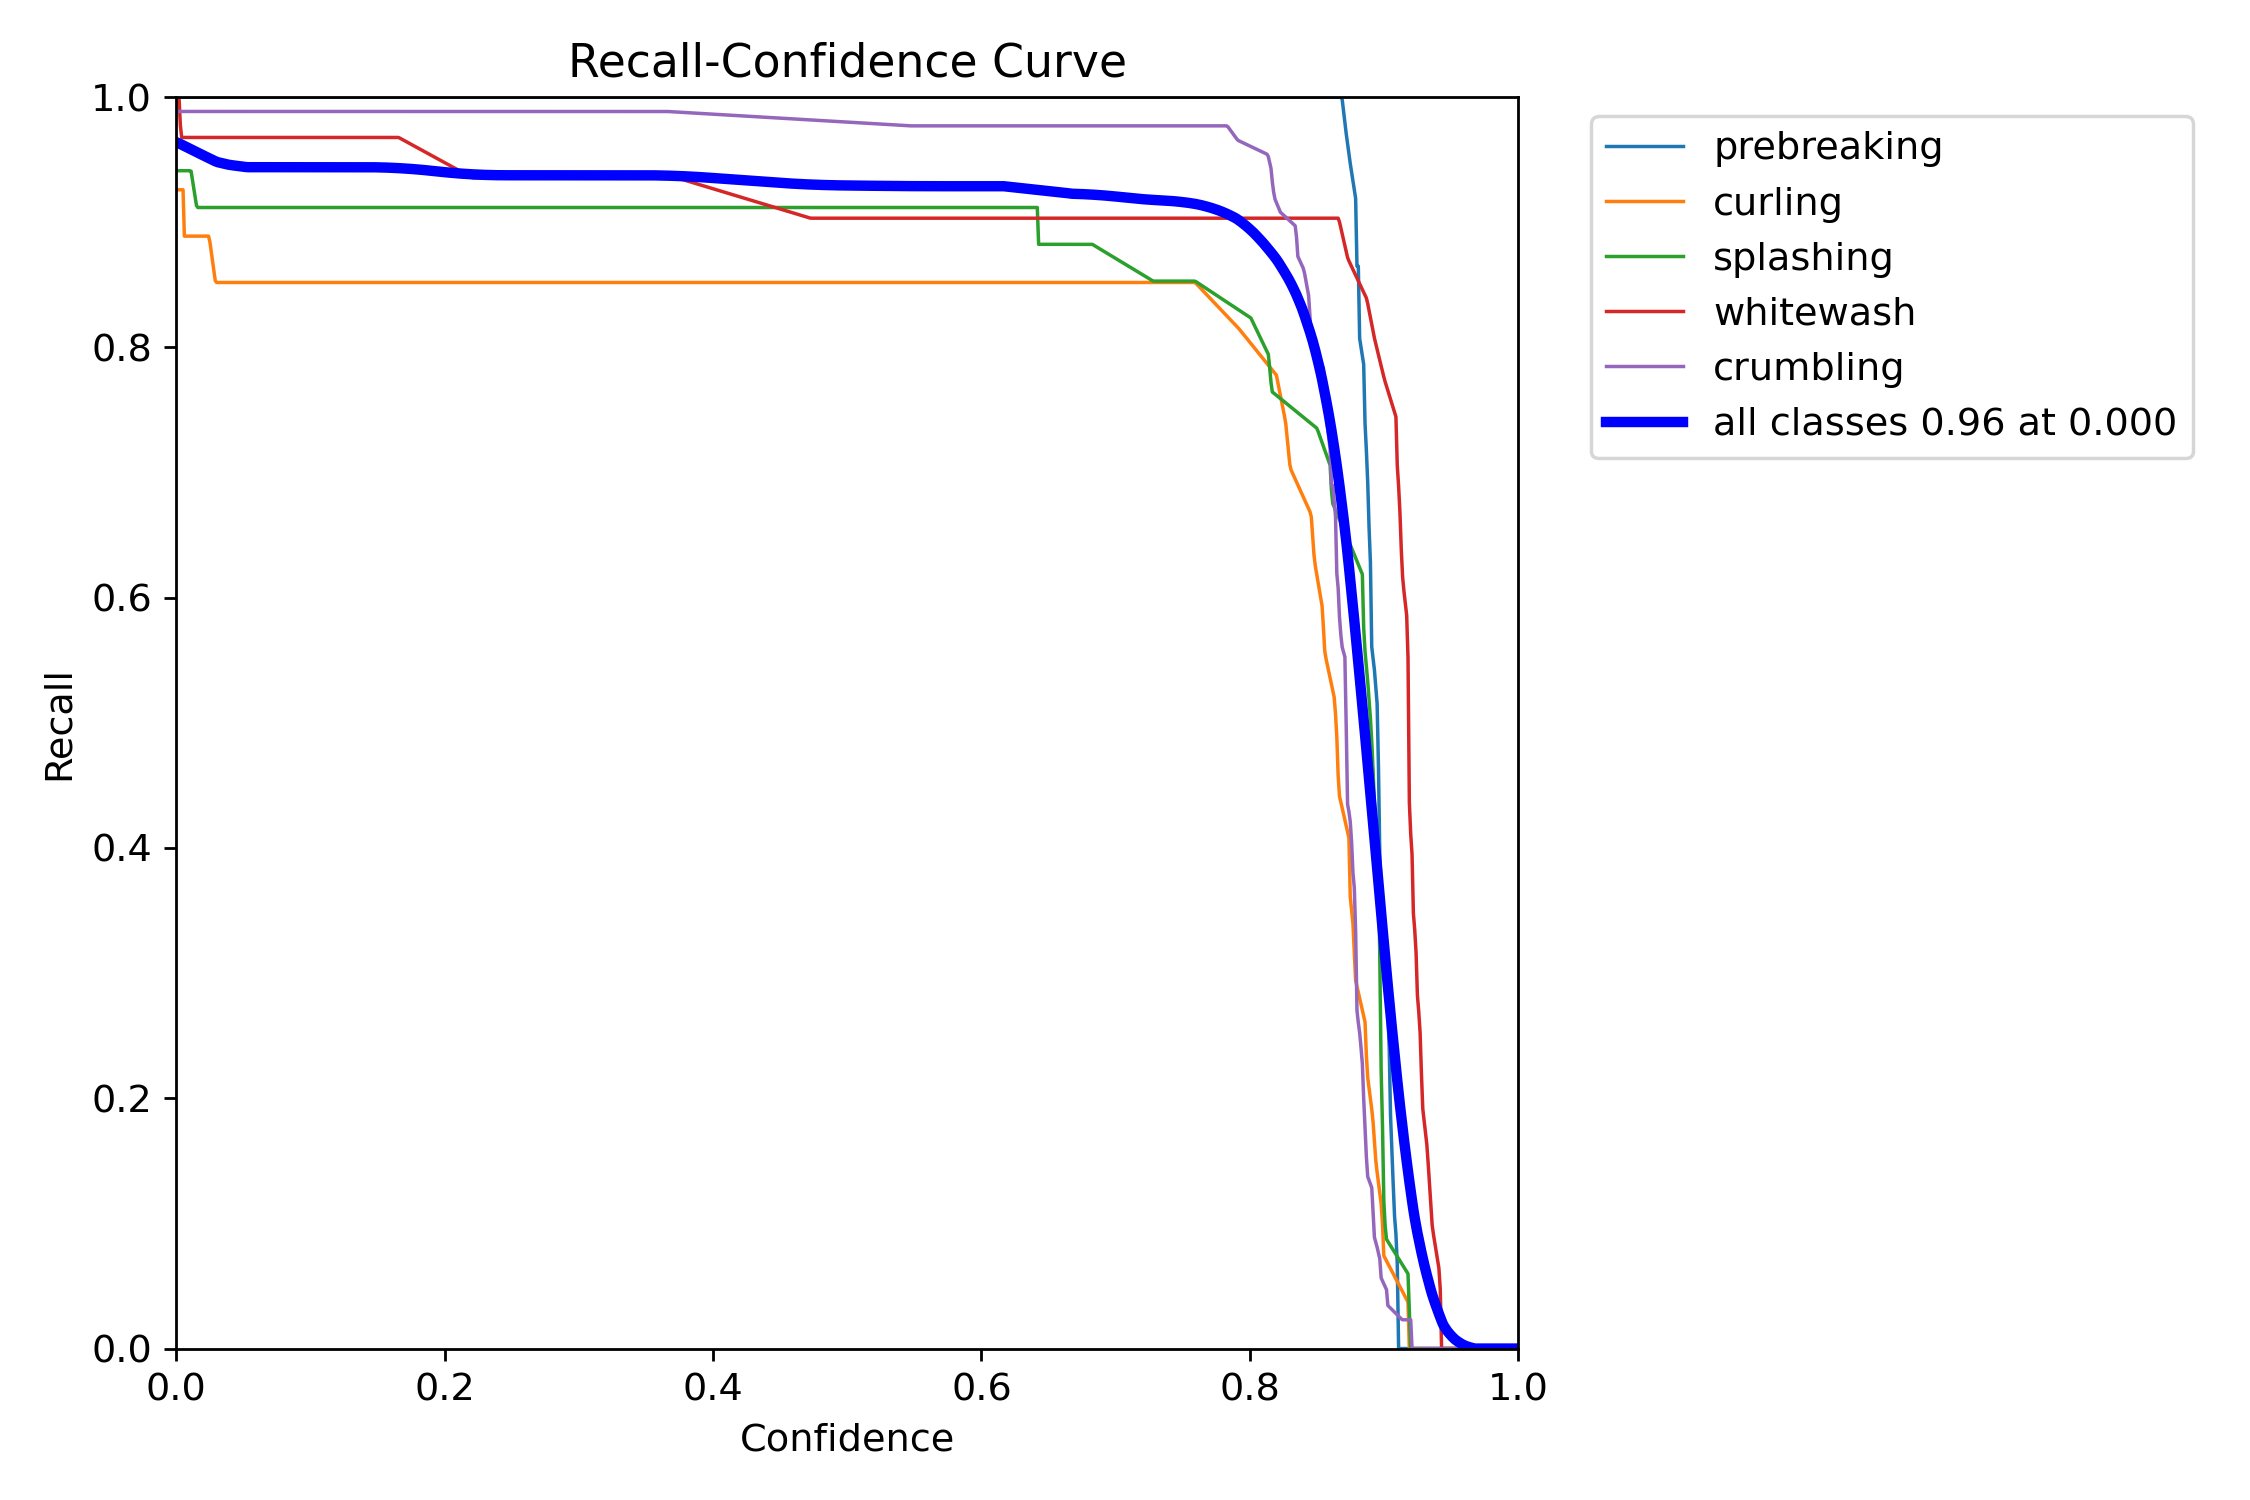 Recall-Confidence Curve
1.0
0.8
0.6
0.4
0.2
0.0
Recall
0.0 0.2 0.4 0.6 0.8 1.0
Confidence
prebreaking
curling
splashing
whitewash
crumbling
all classes 0.96 at 0.000